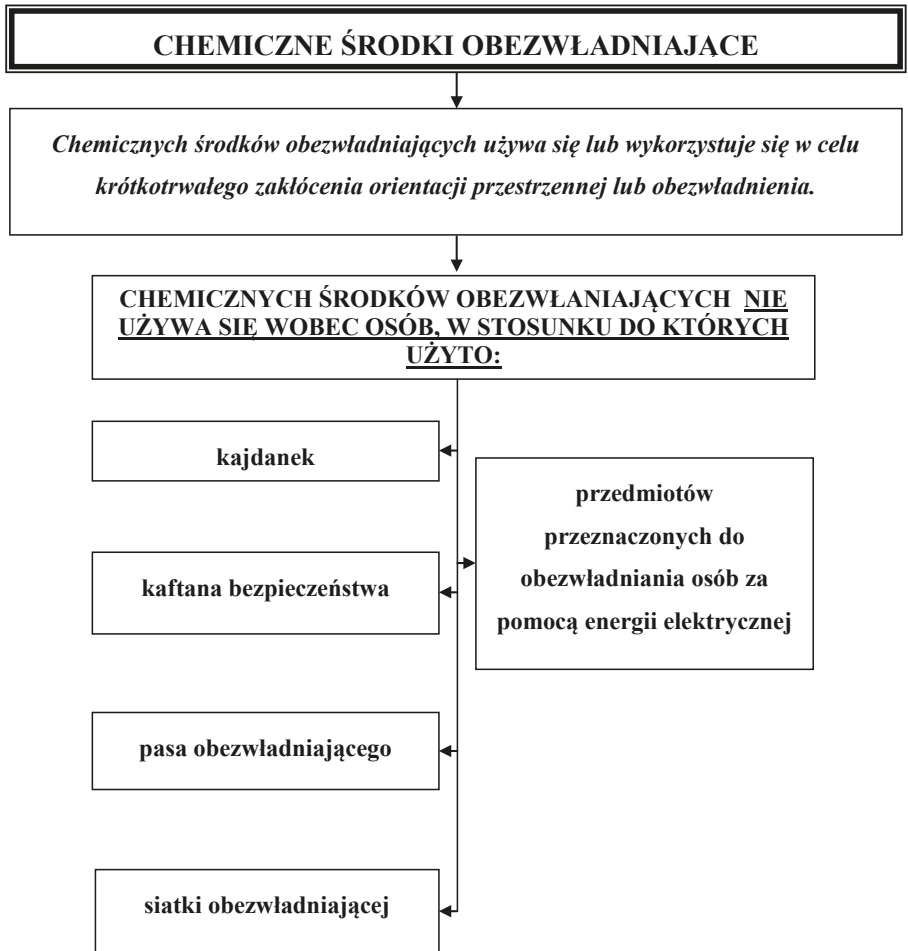 CHEMICZNE ŚRODKI OBEZWŁADNIAJĄCE
Chemicznych środków obezwładniających używa się lub wykorzystuje się w celu
krótkotrwałego zakłócenia orientacji przestrzennej lub obezwładnienia.
CHEMICZNYCH ŚRODKÓW OBEZWŁANIAJĄCYCH NIE
UŻYWA SIĘ WOBEC OSÓB, W STOSUNKU DO KTÓRYCH
UŻYTO:
kajdanek
przedmiotów
przeznaczonych do
obezwładniania osób za
pomocą energii elektrycznej
kaftana bezpieczeństwa
pasa obezwładniającego
siatki obezwładniającej